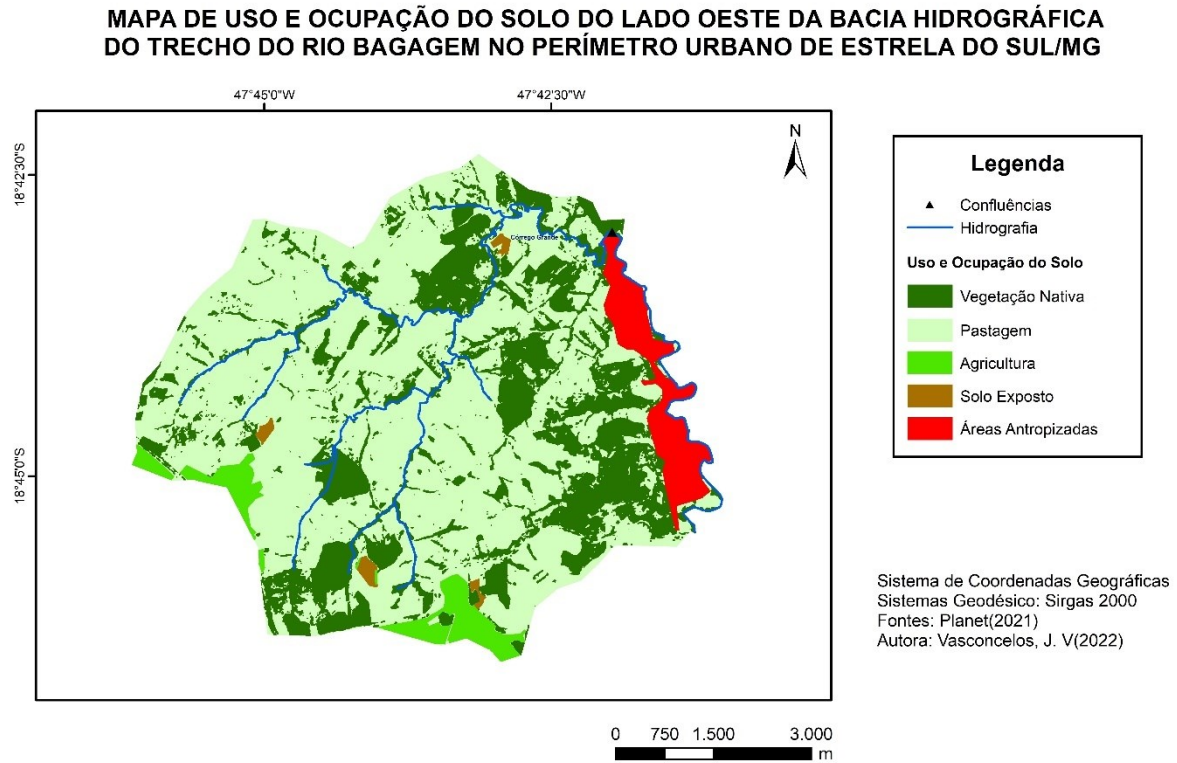 MAPA DE USO E OCUPAÇÃO DO SOLO DO LADO OESTE DA BACIA HIDROGRÁFICA
DO TRECHO DO RIO BAGAGEM NO PERÍMETRO URBANO DE ESTRELA DO SUL/MG
47°45'0"W
47°42'30"W
18°42'30"S
18°45'0"S
N
Córrego Grande
Legenda
Confluências
Hidrografia
Uso e Ocupação do Solo
Vegetação Nativa
Pastagem
Agricultura
Solo Exposto
Áreas Antropizadas
Sistema de Coordenadas Geográficas
Sistemas Geodésico: Sirgas 2000
Fontes: Planet(2021)
Autora: Vasconcelos, J. V(2022)
0 750 1.500 3.000
m